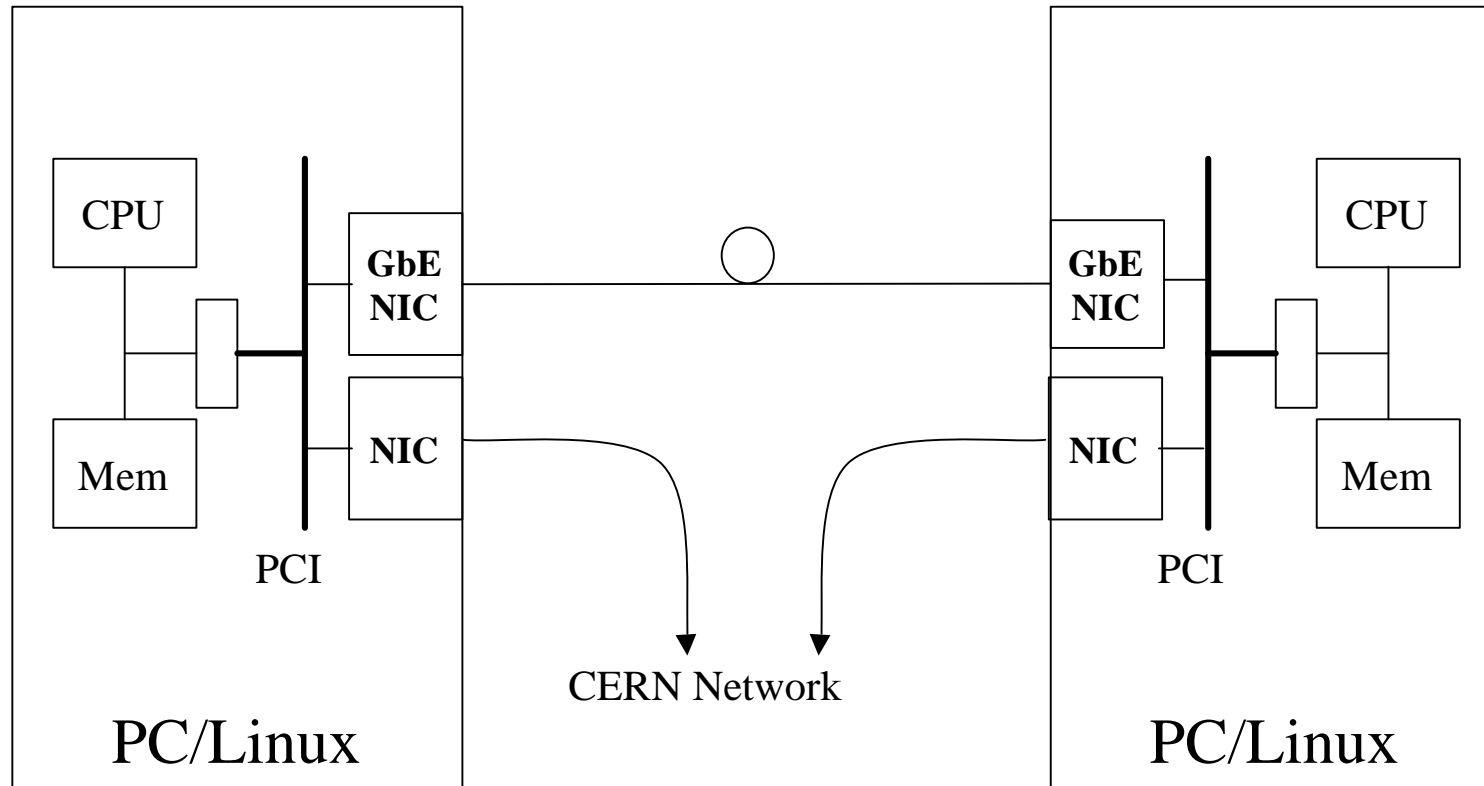 CPU
GbE
NIC
NIC
Mem
PCI
PC/Linux
CERN Network
GbE
NIC
NIC
CPU
Mem
PCI
PC/Linux